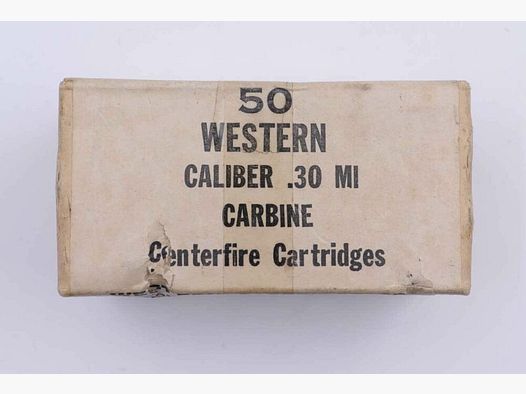 50
WESTERN
CALIBER .30 MI
CARBINE
Centerfire Cartridges